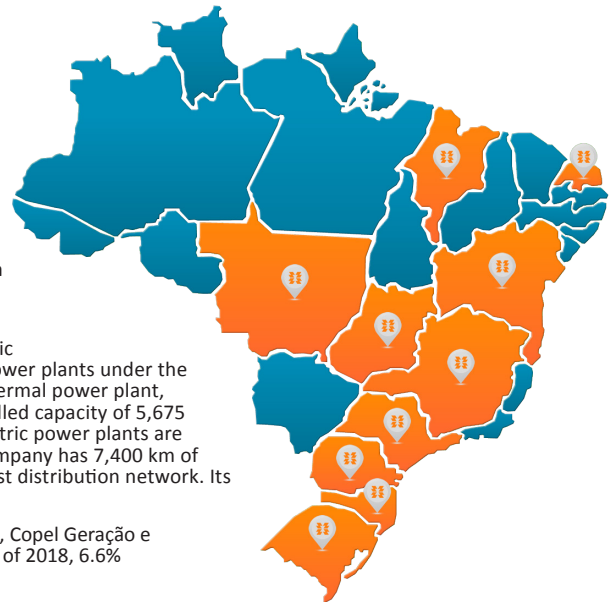 ic
ower plants under the
ermal power plant,
lled capacity of 5,675
tric power plants are
mpany has 7,400 km of
st distribution network. Its
, Copel Geração e
of 2018, 6.6%